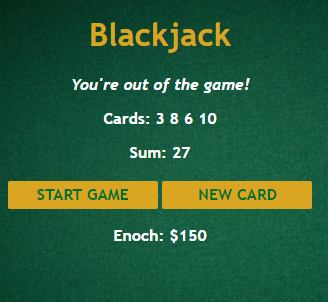 Blackjack
You're out of the game!
Cards: 3 8 6 10
Sum: 27
START GAME NEW CARD
Enoch: $150